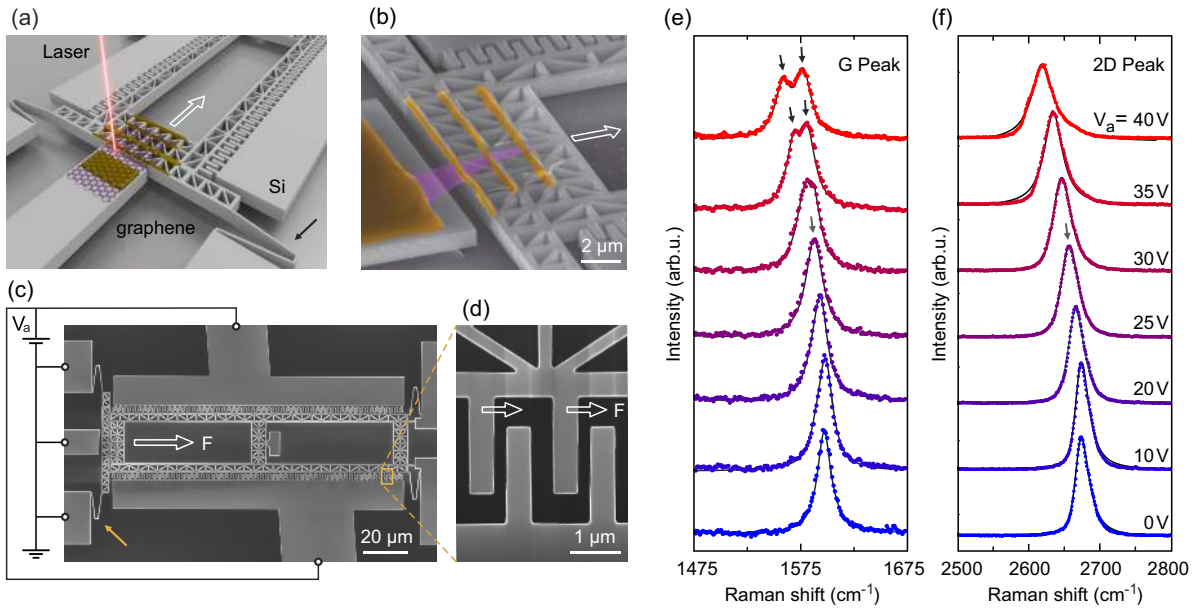 (a)
Laser
Si
graphene
(b)
2 μm
(c)
Va
F
20 μm
(d)
F
1 μm
(e)
G Peak
Intensity (arb.u.)
1475 1575 1675
Raman shift (cm⁻¹)
(f)
2D Peak
Va = 40 V
35 V
30 V
25 V
20 V
10 V
0 V
Intensity (arb.u.)
2500 2600 2700 2800
Raman shift (cm⁻¹)